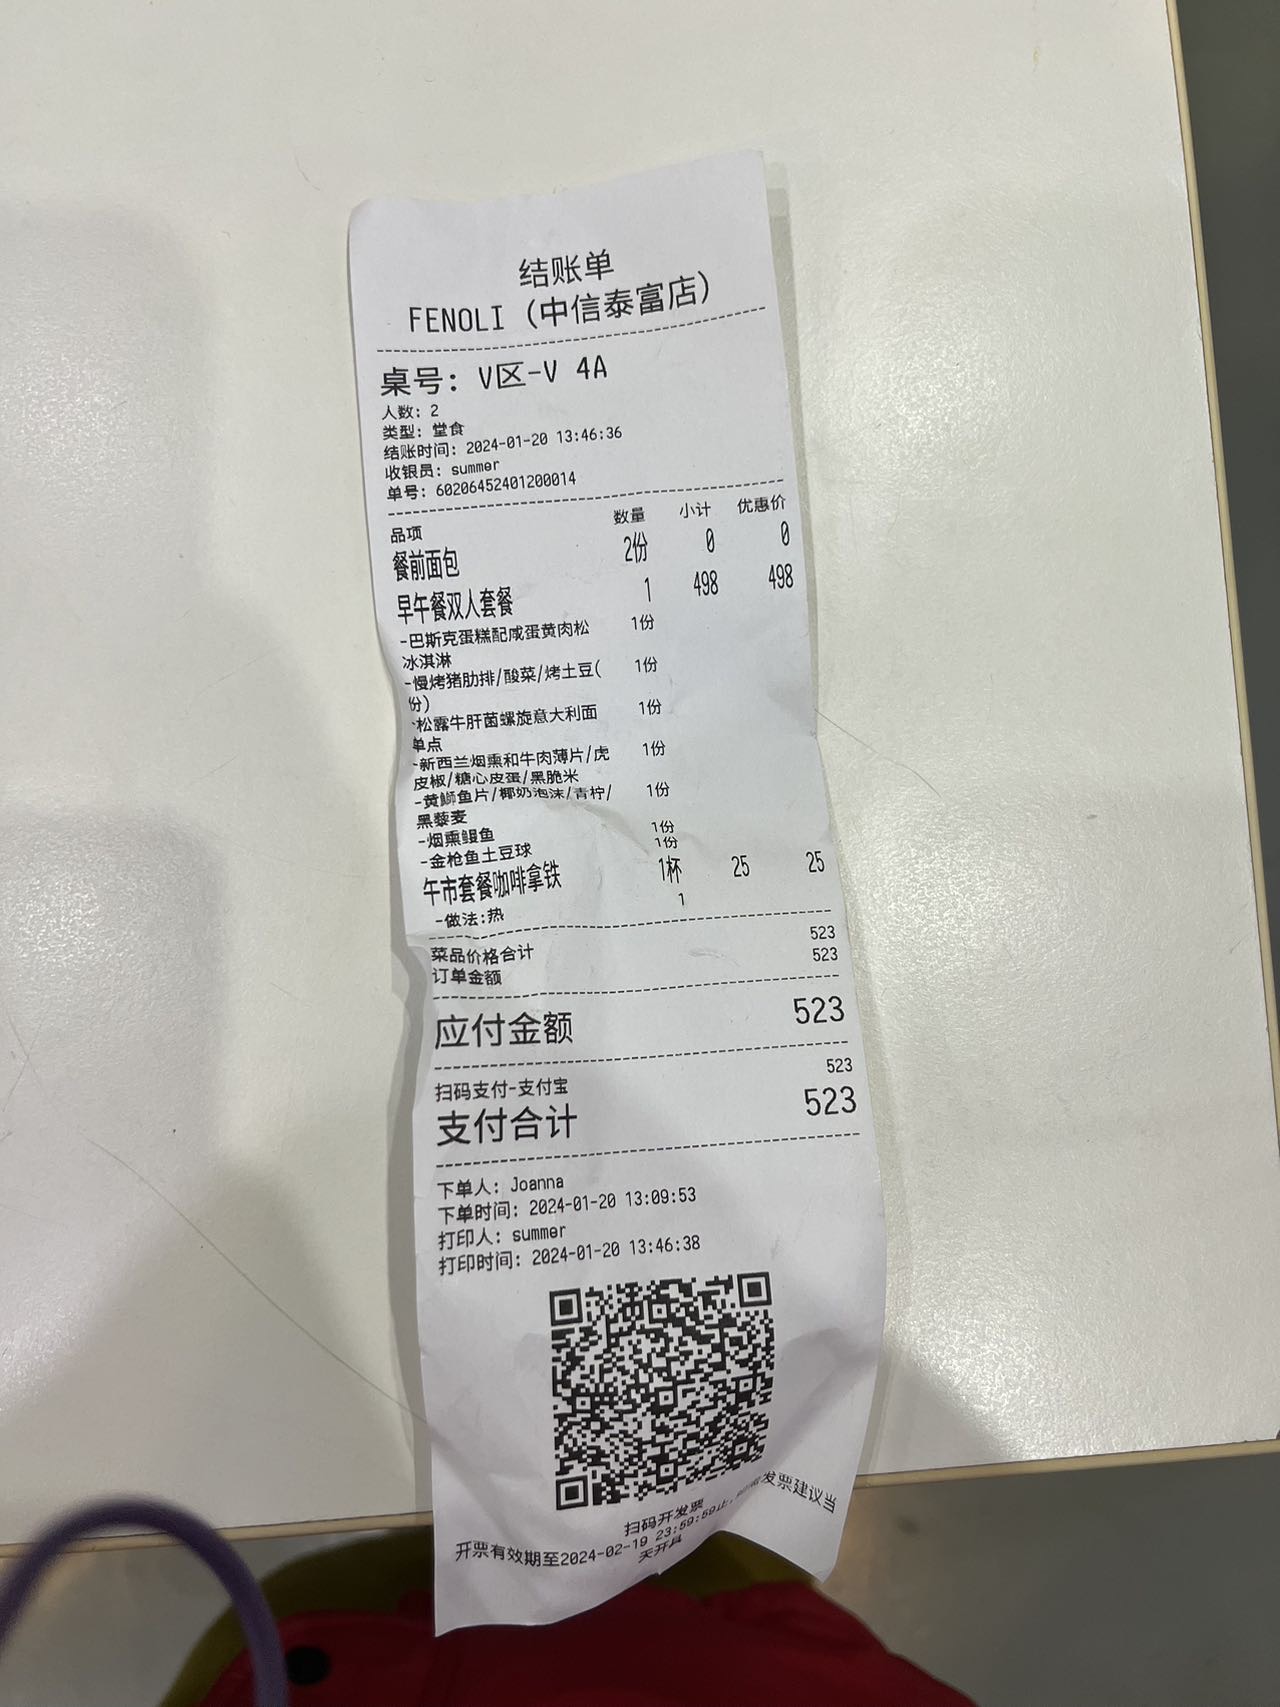 结账单
FENOLI (中信泰富店)
桌号: V区-V 4A
人数: 2
类型: 堂食
结账时间: 2024-01-20 13:46:36
收银员: summer
单号: 60206452401200014
品项 数量 小计 优惠价
餐前面包 2份 0 0
早午餐双人套餐 1 498 498
-巴斯克蛋糕配咸蛋黄肉松 1份
冰淇淋
-慢烤猪肋排/酸菜/烤土豆( 1份
份)
-松露牛肝菌螺旋意大利面 1份
单点
-新西兰烟熏和牛肉薄片/虎 1份
皮椒/糖心皮蛋/黑脆米
-黄鰤鱼片/椰奶泡沫/青柠/ 1份
黑藜麦
-烟熏鳗鱼 1份
-金枪鱼土豆球 1份
午市套餐咖啡拿铁 1杯 25 25
-做法:热 1
菜品价格合计 523
订单金额 523
应付金额 523
扫码支付-支付宝 523
支付合计 523
下单人: Joanna
下单时间: 2024-01-20 13:09:53
打印人: summer
打印时间: 2024-01-20 13:46:38
扫码开发票
开票有效期至2024-02-19 23:59:59止, 发票建议当
天开具